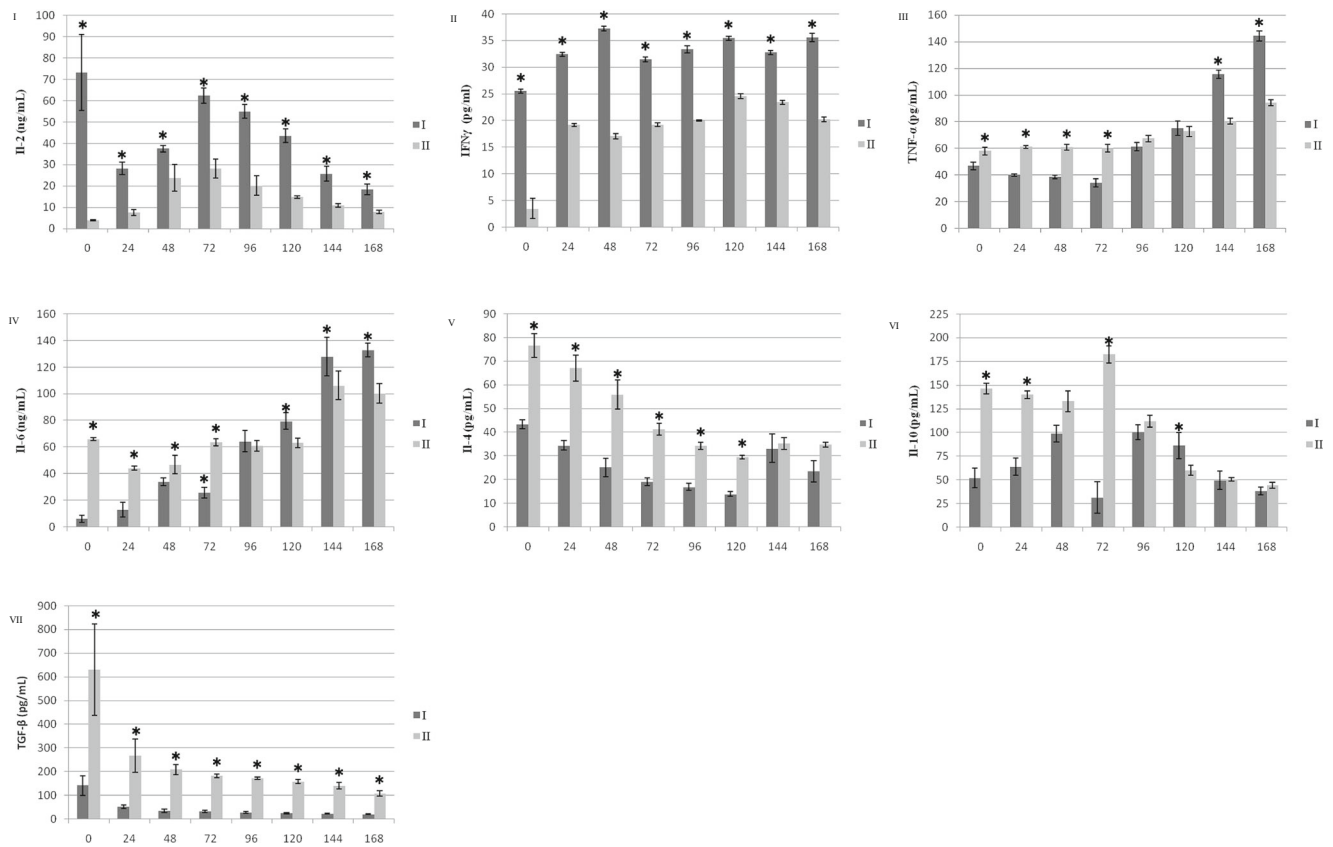 I
Il-2 (ng/mL)
100
90
80
70
60
50
40
30
20
10
0
* * * * * * * *
0 24 48 72 96 120 144 168
I
II
II
IFNγ (pg/ml)
40
35
30
25
20
15
10
5
0
* * * * * * * *
0 24 48 72 96 120 144 168
I
II
III
TNF-α (pg/mL)
160
140
120
100
80
60
40
20
0
* * * * * *
0 24 48 72 96 120 144 168
I
II
IV
Il-6 (ng/mL)
160
140
120
100
80
60
40
20
0
* * * * * * * *
0 24 48 72 96 120 144 168
I
II
V
Il-4 (pg/mL)
90
80
70
60
50
40
30
20
10
0
* * * * * *
0 24 48 72 96 120 144 168
I
II
VI
Il-10 (pg/mL)
225
200
175
150
125
100
75
50
25
0
* * * *
0 24 48 72 96 120 144 168
I
II
VII
TGF-β (pg/mL)
900
800
700
600
500
400
300
200
100
0
* * * * * * * *
0 24 48 72 96 120 144 168
I
II